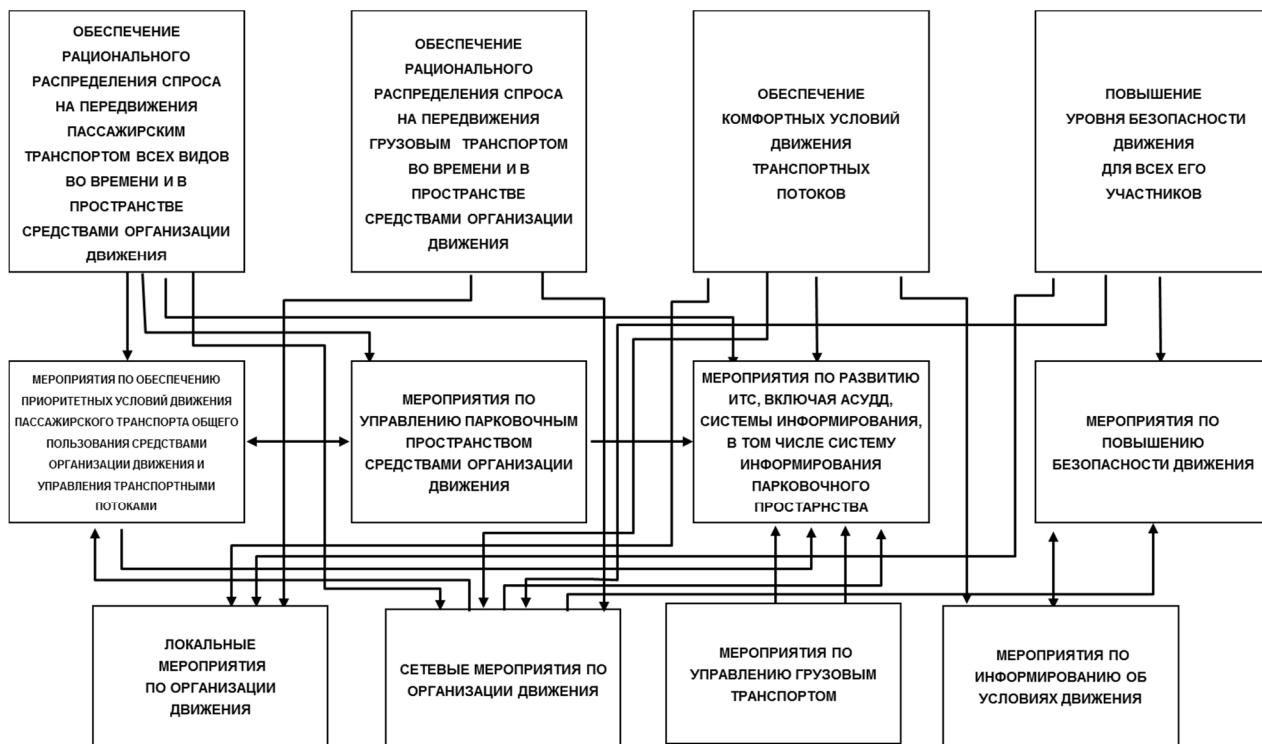 ОБЕСПЕЧЕНИЕ
РАЦИОНАЛЬНОГО
РАСПРЕДЕЛЕНИЯ СПРОСА
НА ПЕРЕДВИЖЕНИЯ
ПАССАЖИРСКИМ
ТРАНСПОРТОМ ВСЕХ ВИДОВ
ВО ВРЕМЕНИ И В
ПРОСТРАНСТВЕ
СРЕДСТВАМИ ОРГАНИЗАЦИИ
ДВИЖЕНИЯ
ОБЕСПЕЧЕНИЕ
РАЦИОНАЛЬНОГО
РАСПРЕДЕЛЕНИЯ СПРОСА
НА ПЕРЕДВИЖЕНИЯ
ГРУЗОВЫМ ТРАНСПОРТОМ
ВО ВРЕМЕНИ И В
ПРОСТРАНСТВЕ
СРЕДСТВАМИ ОРГАНИЗАЦИИ
ДВИЖЕНИЯ
ОБЕСПЕЧЕНИЕ
КОМФОРТНЫХ УСЛОВИЙ
ДВИЖЕНИЯ
ТРАНСПОРТНЫХ
ПОТОКОВ
ПОВЫШЕНИЕ
УРОВНЯ БЕЗОПАСНОСТИ
ДВИЖЕНИЯ
ДЛЯ ВСЕХ ЕГО
УЧАСТНИКОВ
МЕРОПРИЯТИЯ ПО ОБЕСПЕЧЕНИЮ
ПРИОРИТЕТНЫХ УСЛОВИЙ ДВИЖЕНИЯ
ПАССАЖИРСКОГО ТРАНСПОРТА ОБЩЕГО
ПОЛЬЗОВАНИЯ СРЕДСТВАМИ
ОРГАНИЗАЦИИ ДВИЖЕНИЯ И
УПРАВЛЕНИЯ ТРАНСПОРТНЫМИ
ПОТОКАМИ
МЕРОПРИЯТИЯ ПО
УПРАВЛЕНИЮ ПАРКОВОЧНЫМ
ПРОСТРАНСТВОМ
СРЕДСТВАМИ ОРГАНИЗАЦИИ
ДВИЖЕНИЯ
МЕРОПРИЯТИЯ ПО РАЗВИТИЮ
ИТС, ВКЛЮЧАЯ АСУДД,
СИСТЕМЫ ИНФОРМИРОВАНИЯ,
В ТОМ ЧИСЛЕ СИСТЕМУ
ИНФОРМИРОВАНИЯ
ПАРКОВОЧНОГО
ПРОСТАРНСТВА
МЕРОПРИЯТИЯ ПО
ПОВЫШЕНИЮ
БЕЗОПАСНОСТИ ДВИЖЕНИЯ
ЛОКАЛЬНЫЕ
МЕРОПРИЯТИЯ
ПО ОРГАНИЗАЦИИ
ДВИЖЕНИЯ
СЕТЕВЫЕ МЕРОПРИЯТИЯ ПО
ОРГАНИЗАЦИИ ДВИЖЕНИЯ
МЕРОПРИЯТИЯ ПО
УПРАВЛЕНИЮ ГРУЗОВЫМ
ТРАНСПОРТОМ
МЕРОПРИЯТИЯ ПО
ИНФОРМИРОВАНИЮ ОБ
УСЛОВИЯХ ДВИЖЕНИЯ